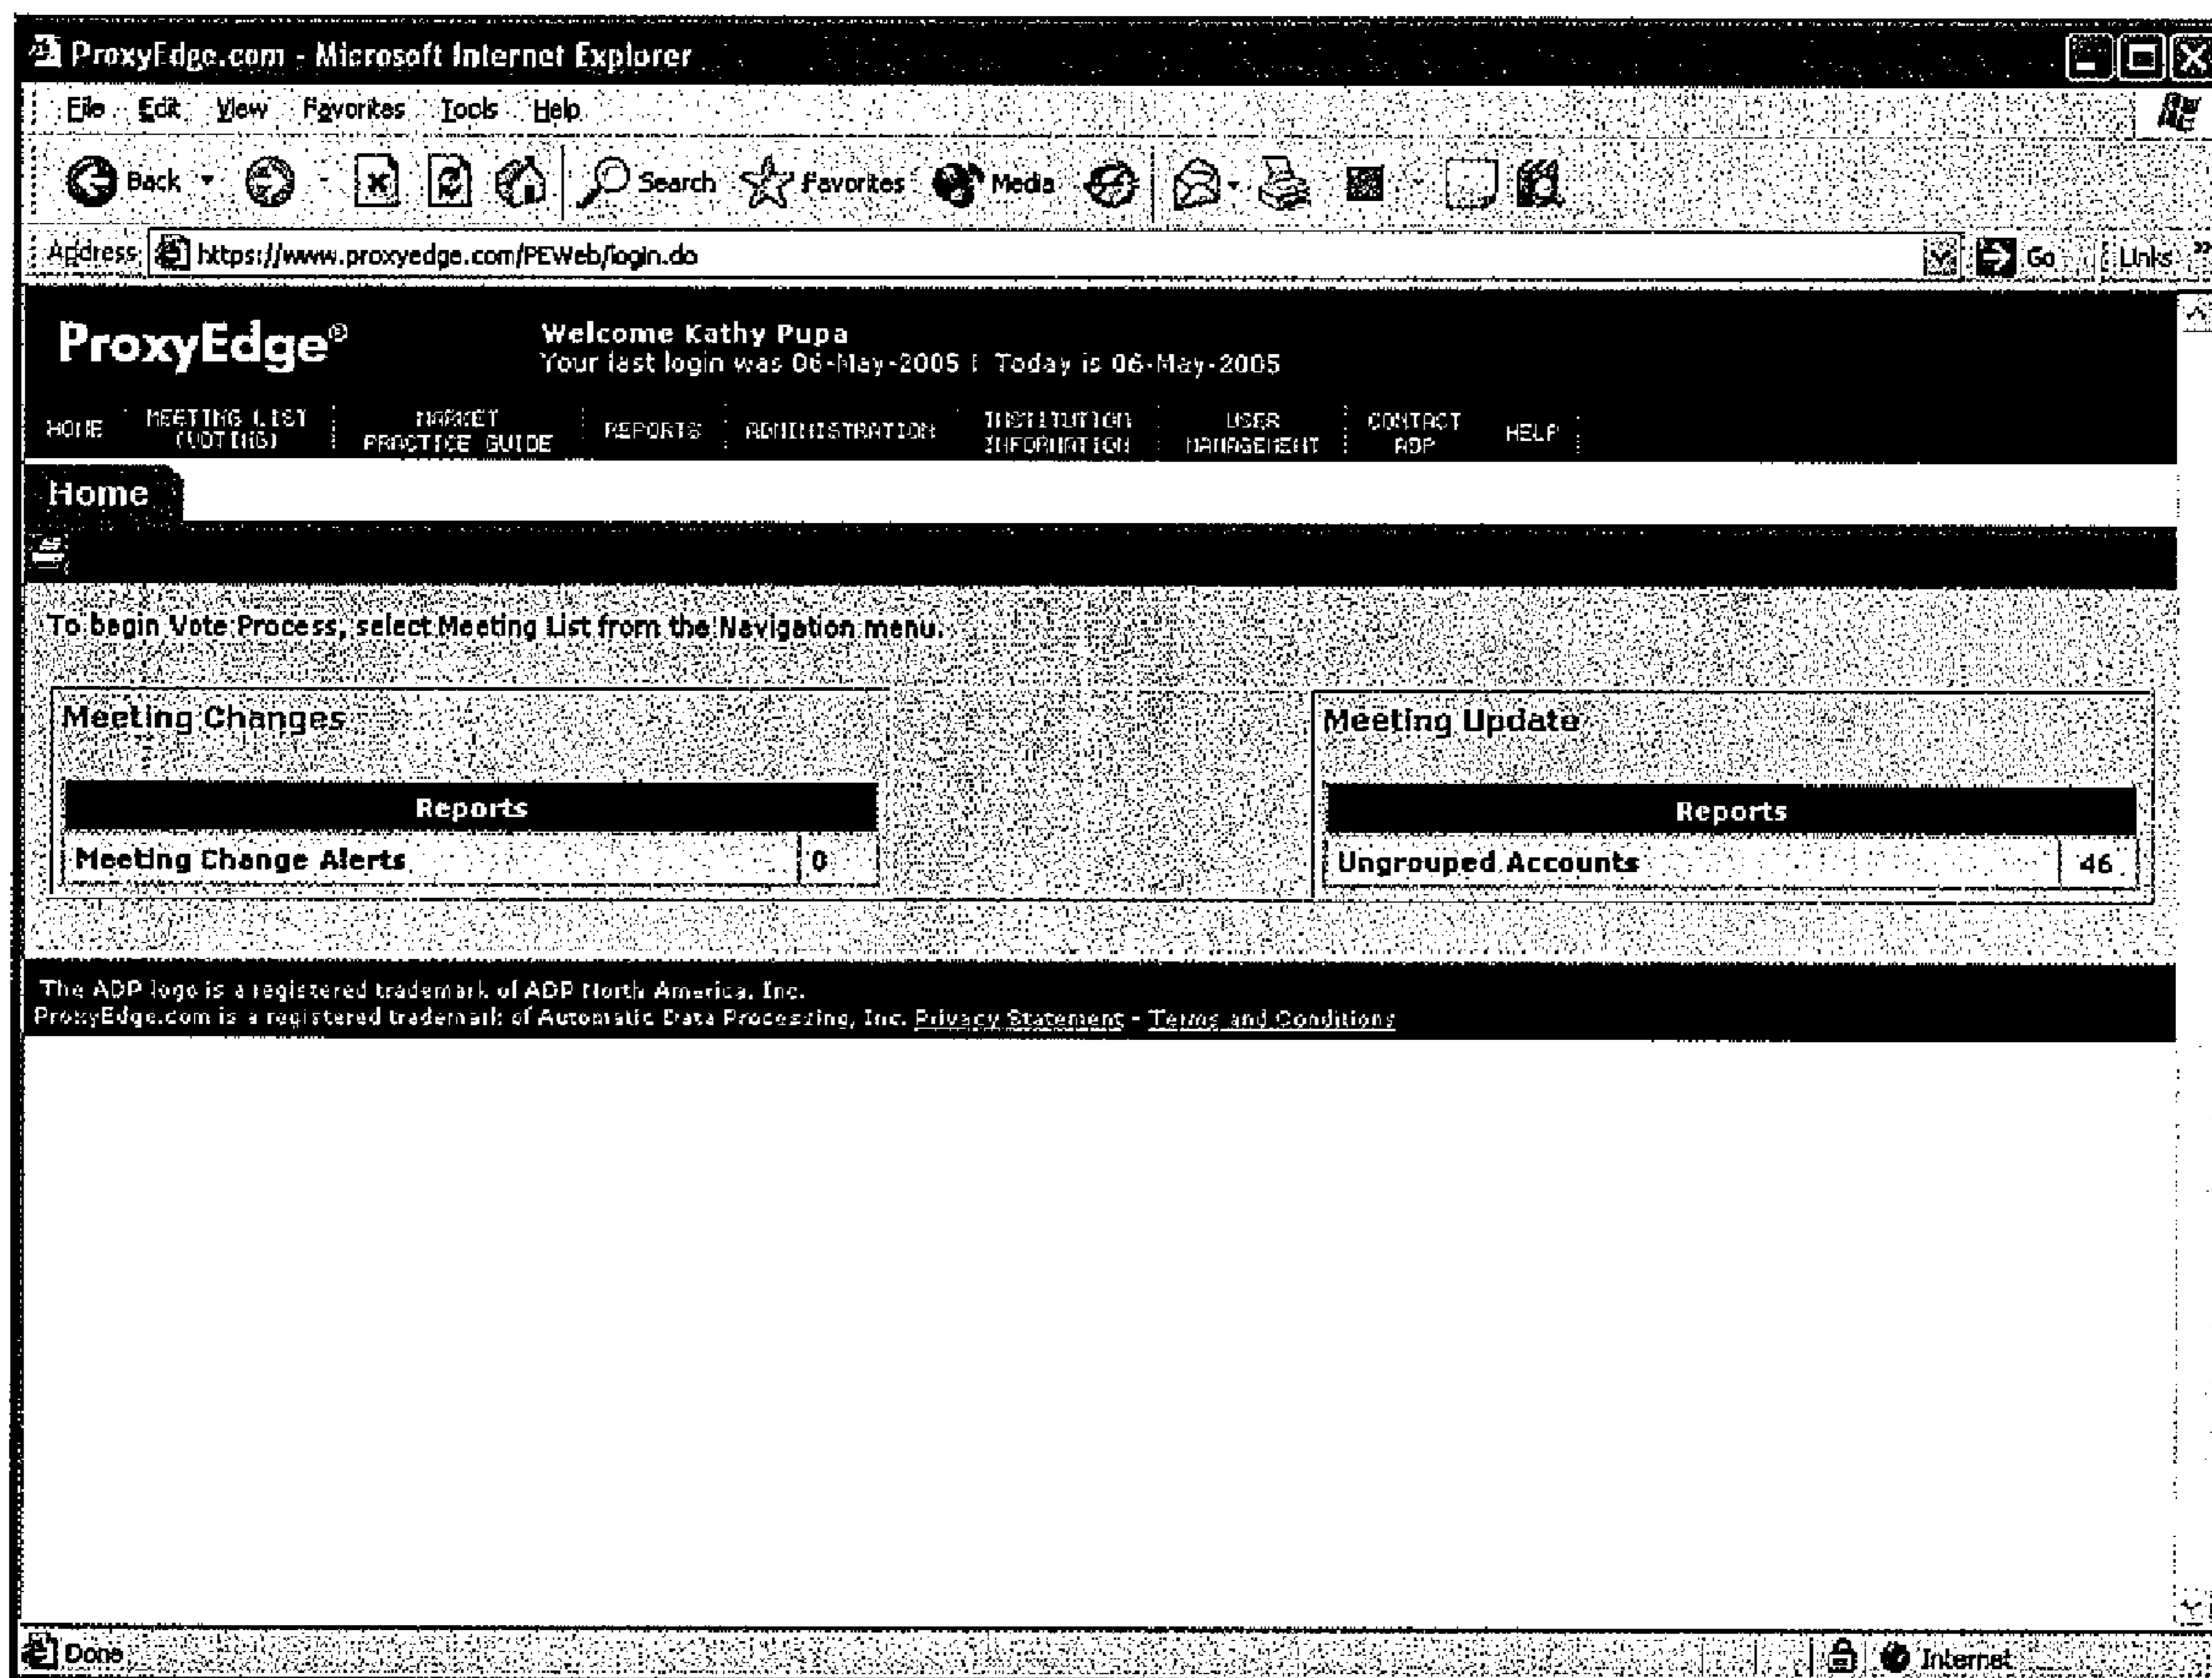 ProxyEdge.com - Microsoft Internet Explorer
File Edit View Favorites Tools Help
Back Search Favorites Media
Address https://www.proxyedge.com/PEWeb/login.do Go Links »
ProxyEdge®
Welcome Kathy Pupa
Your last login was 06-May-2005 | Today is 06-May-2005
HOME MEETING LIST (VOTING) MARKET PRACTICE GUIDE REPORTS ADMINISTRATION INSTITUTION INFORMATION USER MANAGEMENT CONTACT ADP HELP
Home
To begin Vote Process, select Meeting List from the Navigation menu.
Meeting Changes
Reports
Meeting Change Alerts 0
Meeting Update
Reports
Ungrouped Accounts 46
The ADP logo is a registered trademark of ADP North America, Inc.
ProxyEdge.com is a registered trademark of Automatic Data Processing, Inc. Privacy Statement - Terms and Conditions
Done Internet